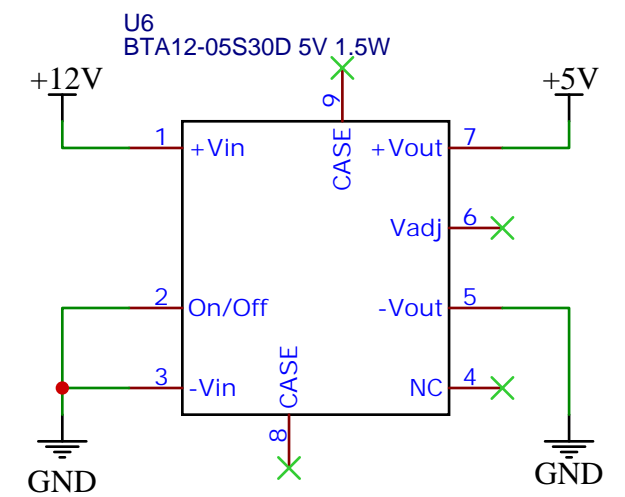 U6
BTA12-05S30D 5V 1.5W
+12V
+5V
9
CASE
1
+Vin
+Vout
7
Vadj
6
2
On/Off
-Vout
5
3
-Vin
CASE
8
NC
4
GND
GND